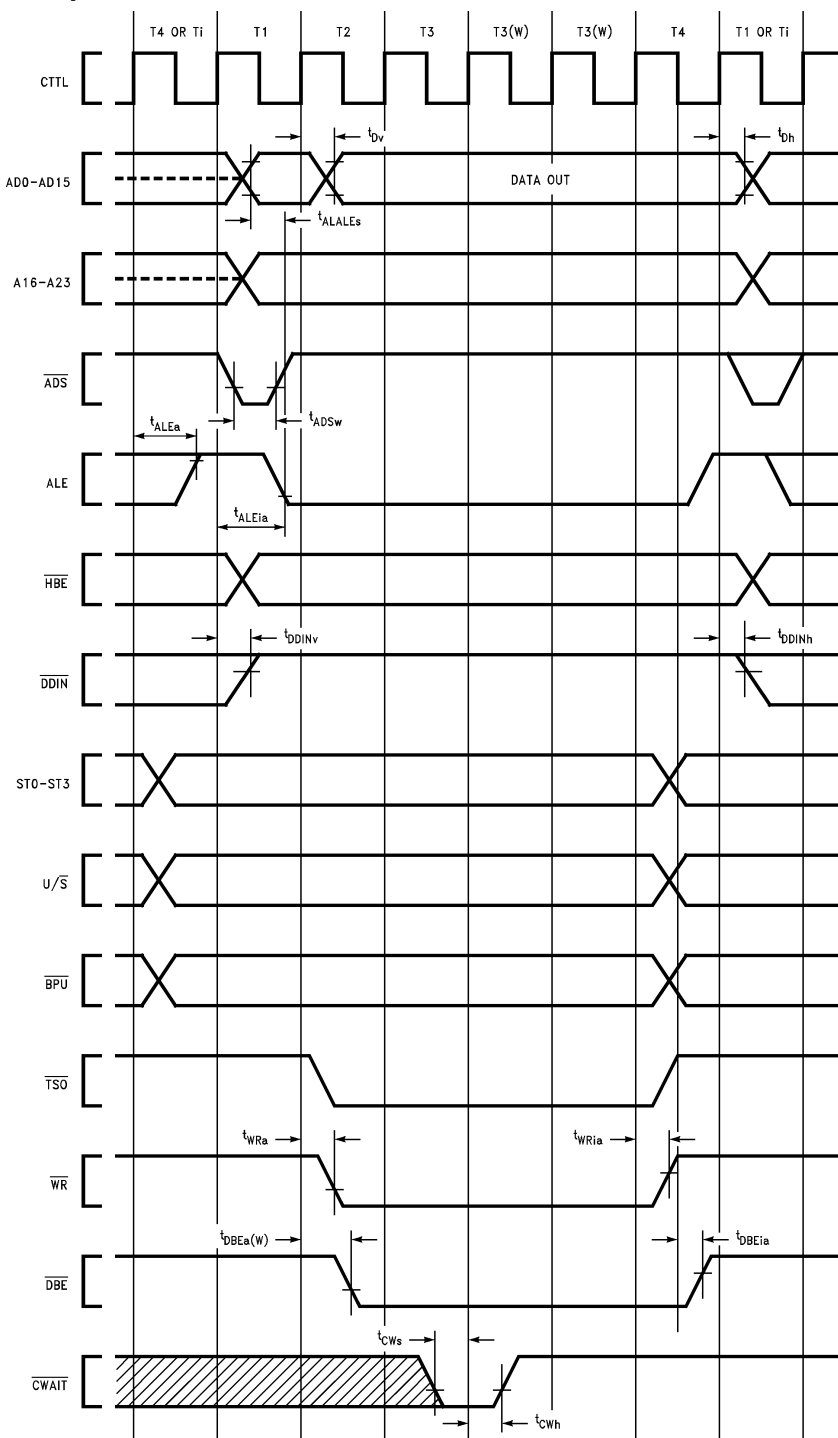 T4 OR Ti T1 T2 T3 T3(W) T3(W) T4 T1 OR Ti
CTTL
tDv tDh
AD0-AD15 DATA OUT
tALALEs
A16-A23
ADS
tALEa tADSw
ALE
tALEia
HBE
tDDINv tDDINh
DDIN
ST0-ST3
U/S
BPU
TSO
tWRa tWRia
WR
tDBEa(W) tDBEia
DBE
tCWs
CWAIT
tCWh